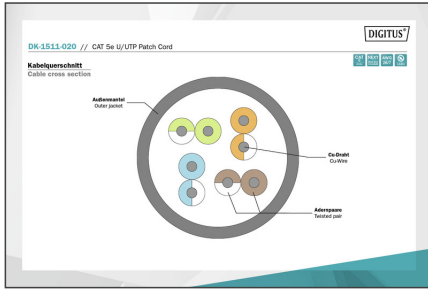 DIGITUS®
DK-1511-020 // CAT 5e U/UTP Patch Cord
Kabelquerschnitt
Cable cross section
Außenmantel
Outer jacket
Cu-Draht
Cu-Wire
Adernpaare
Twisted pair